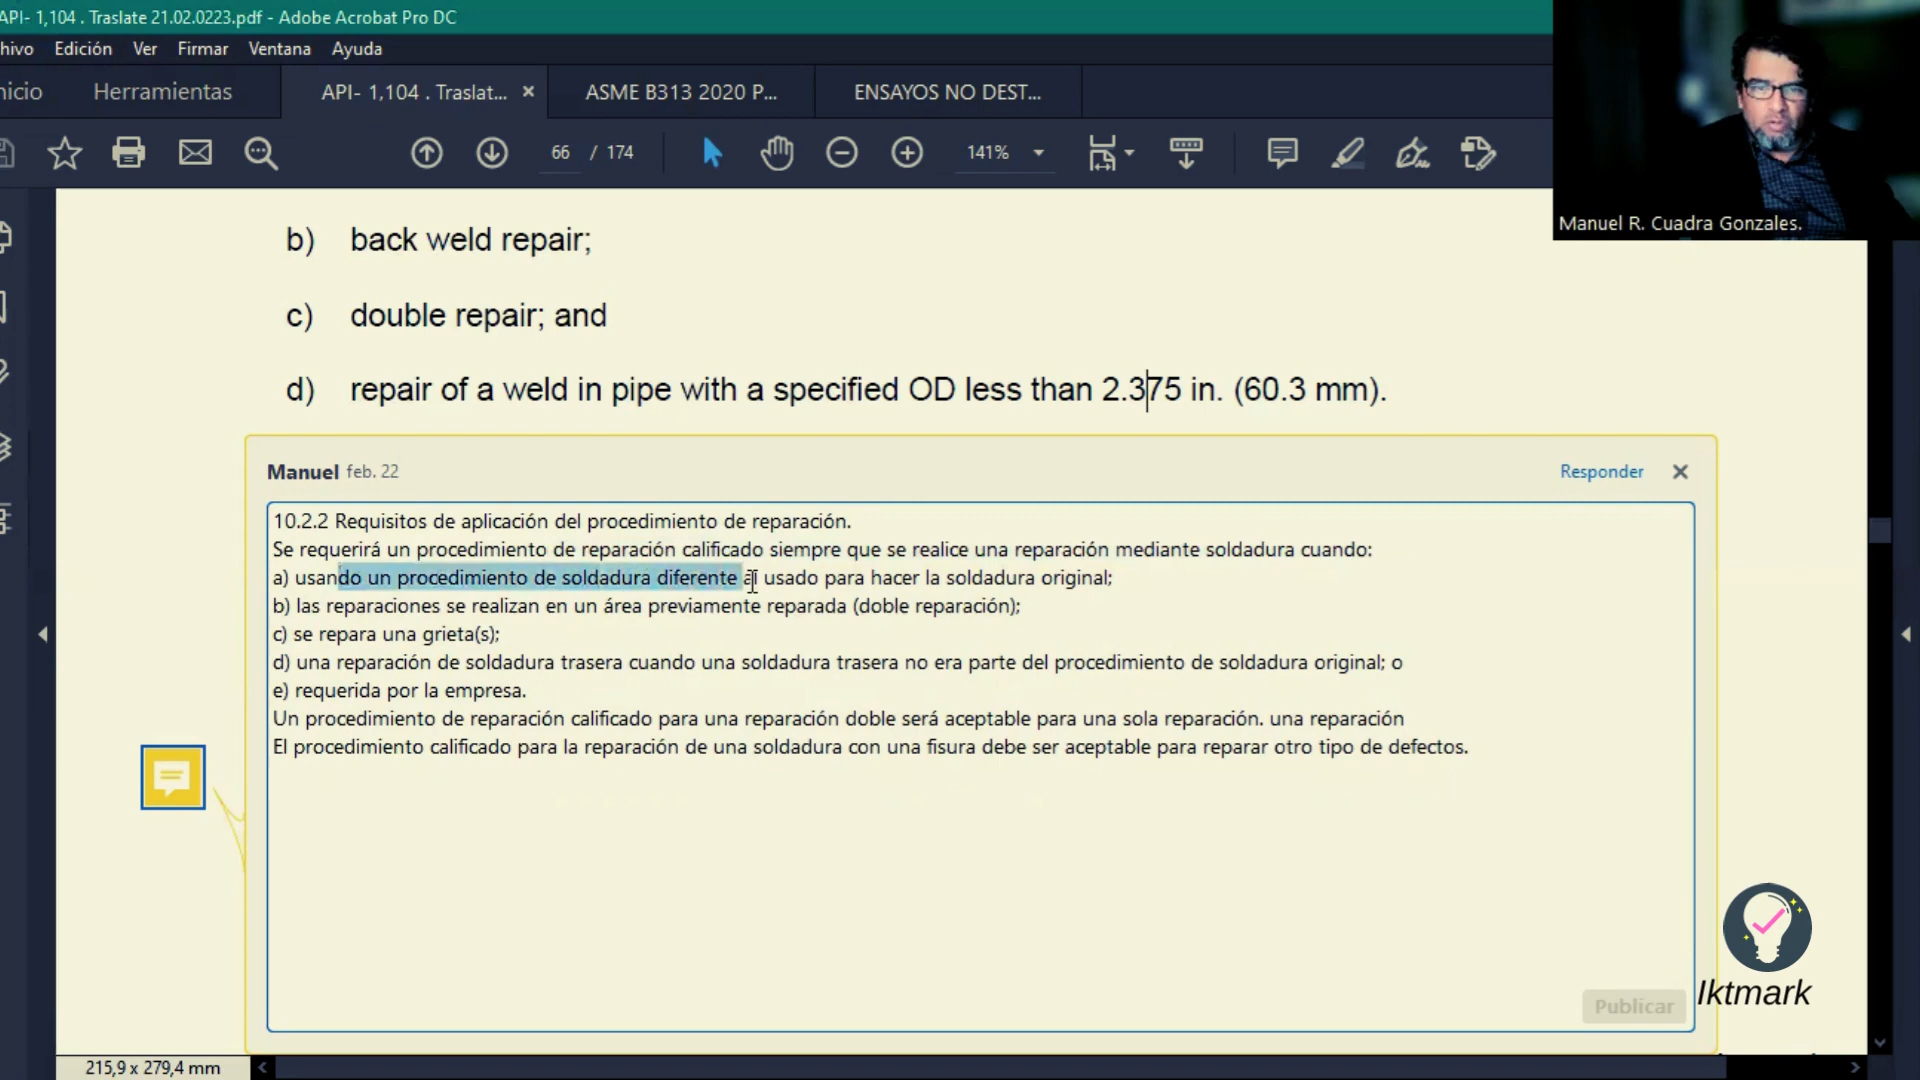 API- 1,104 . Traslate 21.02.0223.pdf - Adobe Acrobat Pro DC
hivo Edición Ver Firmar Ventana Ayuda
nicio Herramientas API- 1,104 . Traslat... ASME B313 2020 P... ENSAYOS NO DEST...
66 / 174 141%
Manuel R. Cuadra Gonzales.
b) back weld repair;
c) double repair; and
d) repair of a weld in pipe with a specified OD less than 2.375 in. (60.3 mm).
Manuel feb. 22 Responder
10.2.2 Requisitos de aplicación del procedimiento de reparación.
Se requerirá un procedimiento de reparación calificado siempre que se realice una reparación mediante soldadura cuando:
a) usando un procedimiento de soldadura diferente al usado para hacer la soldadura original;
b) las reparaciones se realizan en un área previamente reparada (doble reparación);
c) se repara una grieta(s);
d) una reparación de soldadura trasera cuando una soldadura trasera no era parte del procedimiento de soldadura original; o
e) requerida por la empresa.
Un procedimiento de reparación calificado para una reparación doble será aceptable para una sola reparación. una reparación
El procedimiento calificado para la reparación de una soldadura con una fisura debe ser aceptable para reparar otro tipo de defectos.
Publicar
Iktmark
215,9 x 279,4 mm